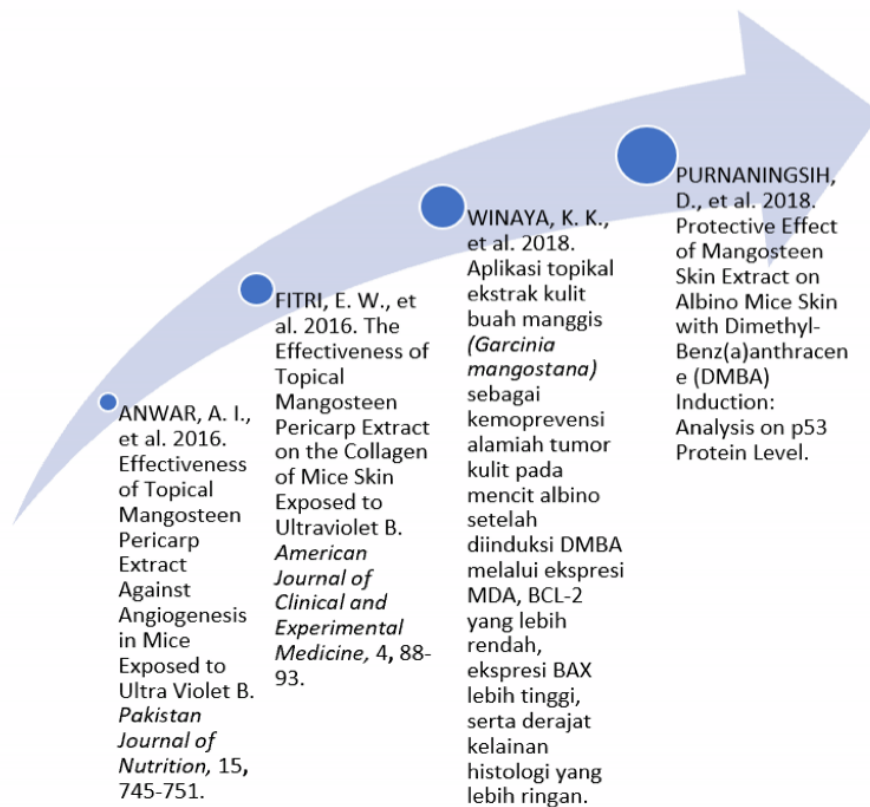 ANWAR, A. I.,
et al. 2016.
Effectiveness
of Topical
Mangosteen
Pericarp
Extract
Against
Angiogenesis
in Mice
Exposed to
Ultra Violet B.
Pakistan
Journal of
Nutrition, 15,
745-751.
FITRI, E. W., et
al. 2016. The
Effectiveness of
Topical
Mangosteen
Pericarp Extract
on the Collagen
of Mice Skin
Exposed to
Ultraviolet B.
American
Journal of
Clinical and
Experimental
Medicine, 4, 88-
93.
WINAYA, K. K.,
et al. 2018.
Aplikasi topikal
ekstrak kulit
buah manggis
(Garcinia
mangostana)
sebagai
kemoprevensi
alamiah tumor
kulit pada
mencit albino
setelah
diinduksi DMBA
melalui ekspresi
MDA, BCL-2
yang lebih
rendah,
ekspresi BAX
lebih tinggi,
serta derajat
kelainan
histologi yang
lebih ringan.
PURNANINGSIH,
D., et al. 2018.
Protective Effect
of Mangosteen
Skin Extract on
Albino Mice Skin
with Dimethyl-
Benz(a)anthracen
e (DMBA)
Induction:
Analysis on p53
Protein Level.